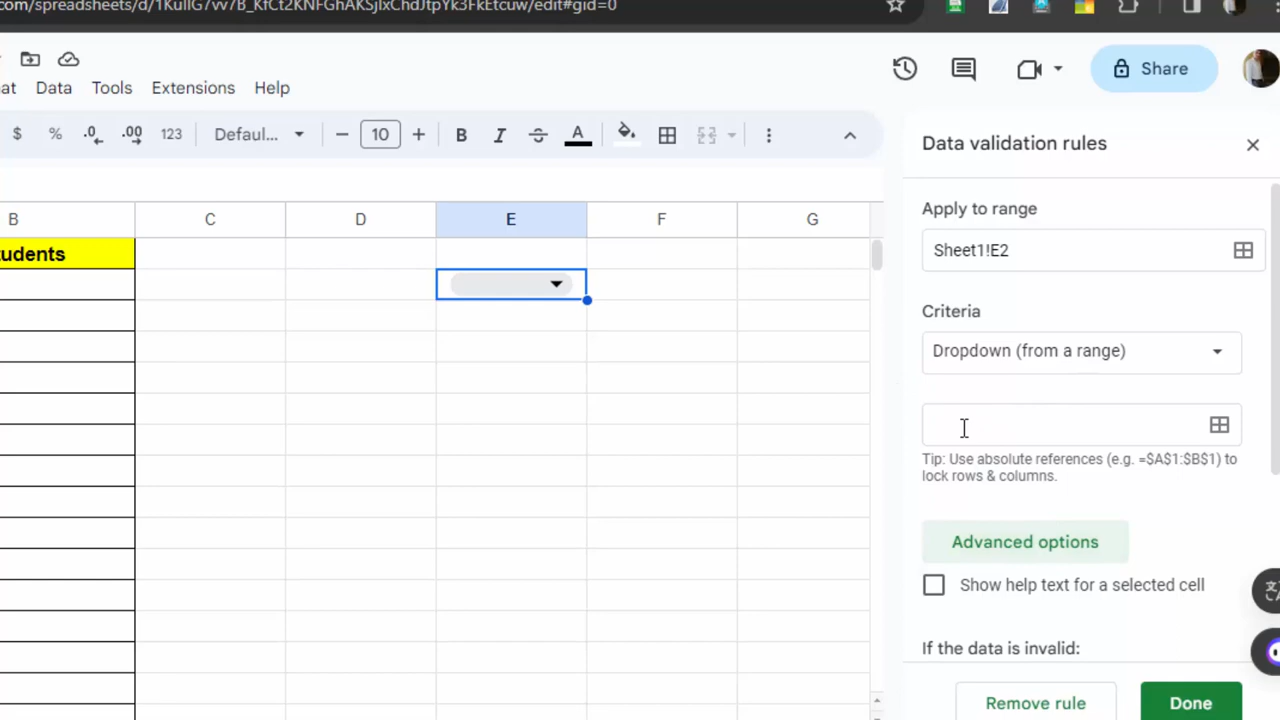 com/spreadsheets/d/1KullG7vv7B_KfCt2KNFGhAKSjlxChdJtpYk3FkEtcuw/edit#gid=0
at Data Tools Extensions Help
Share
$ % .0 .00 123 Defaul... − 10 + B I S A
Data validation rules
Apply to range
Sheet1!E2
B C D E F G
tudents
Criteria
Dropdown (from a range)
Tip: Use absolute references (e.g. =$A$1:$B$1) to
lock rows & columns.
Advanced options
Show help text for a selected cell
If the data is invalid:
Remove rule Done